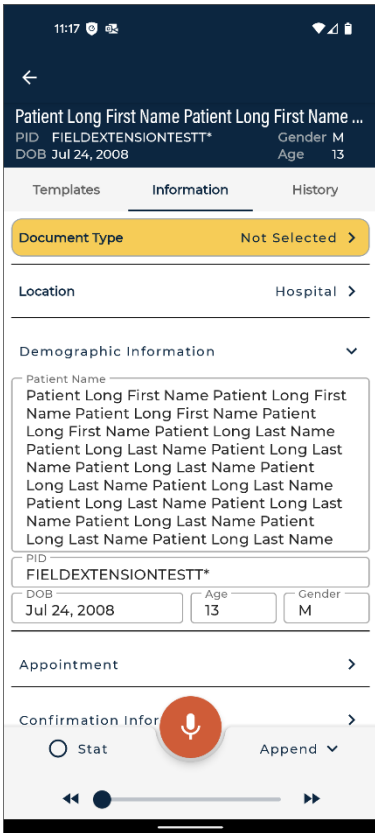 11:17
Patient Long First Name Patient Long First Name ...
PID FIELDEXTENSIONTESTT* Gender M
DOB Jul 24, 2008 Age 13
Templates Information History
Document Type Not Selected
Location Hospital
Demographic Information
Patient Name
Patient Long First Name Patient Long First
Name Patient Long First Name Patient
Long First Name Patient Long Last Name
Patient Long Last Name Patient Long Last
Name Patient Long Last Name Patient
Long Last Name Patient Long Last Name
Patient Long Last Name Patient Long Last
Name Patient Long Last Name Patient
Long Last Name Patient Long Last Name
PID
FIELDEXTENSIONTESTT*
DOB Age Gender
Jul 24, 2008 13 M
Appointment
Confirmation Infor
Stat Append